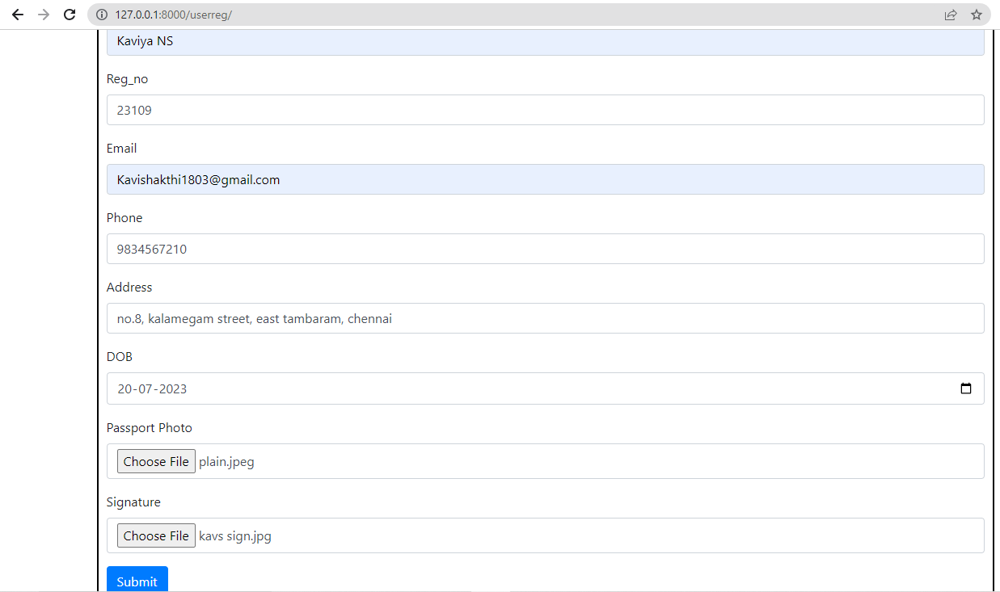 127.0.0.1:8000/userreg/
Kaviya NS
Reg_no
23109
Email
Kavishakthi1803@gmail.com
Phone
9834567210
Address
no.8, kalamegam street, east tambaram, chennai
DOB
20-07-2023
Passport Photo
Choose File plain.jpeg
Signature
Choose File kavs sign.jpg
Submit